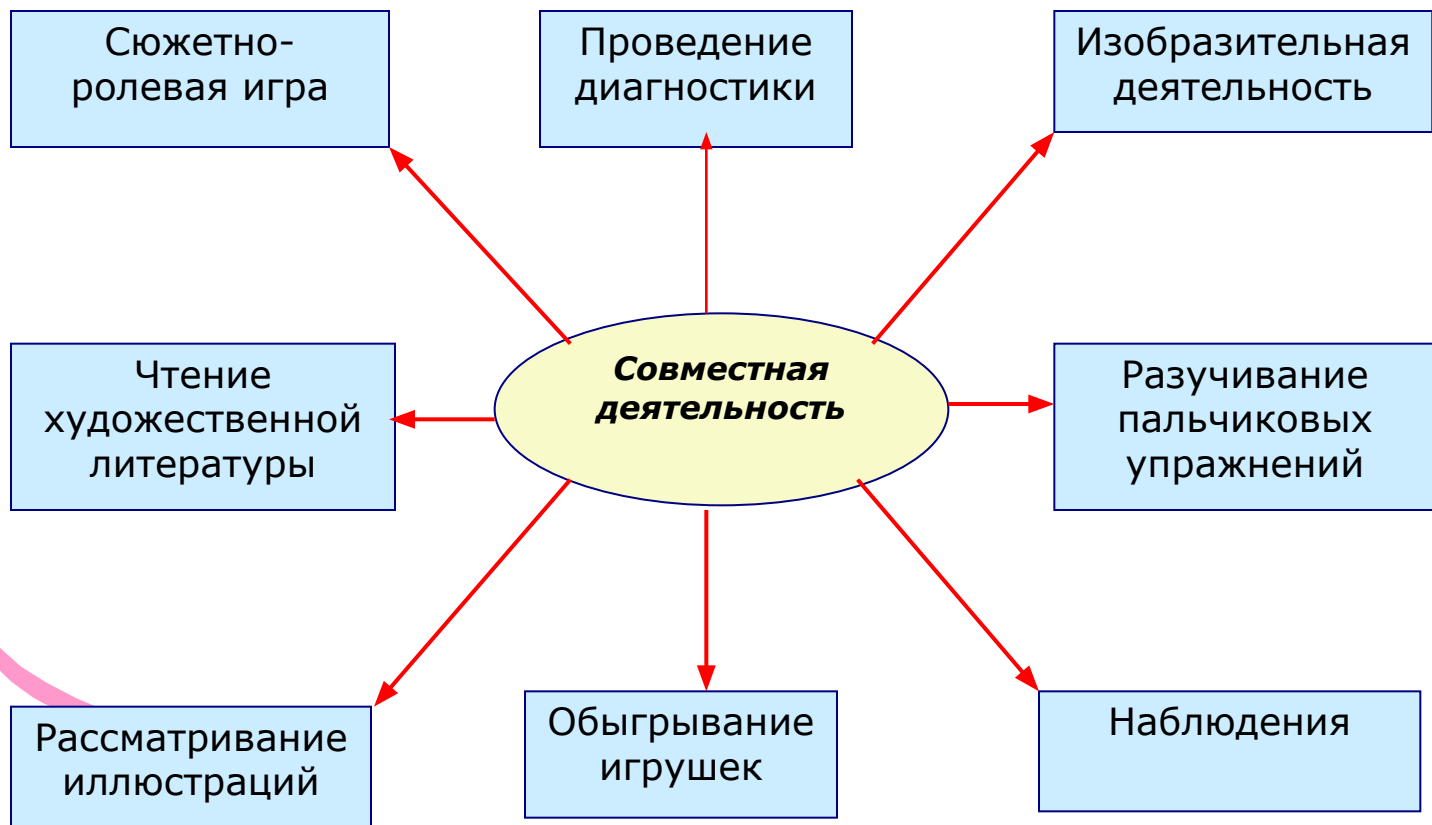 Сюжетно-
ролевая игра
Проведение
диагностики
Изобразительная
деятельность
Чтение
художественной
литературы
Совместная
деятельность
Разучивание
пальчиковых
упражнений
Рассматривание
иллюстраций
Обыгрывание
игрушек
Наблюдения